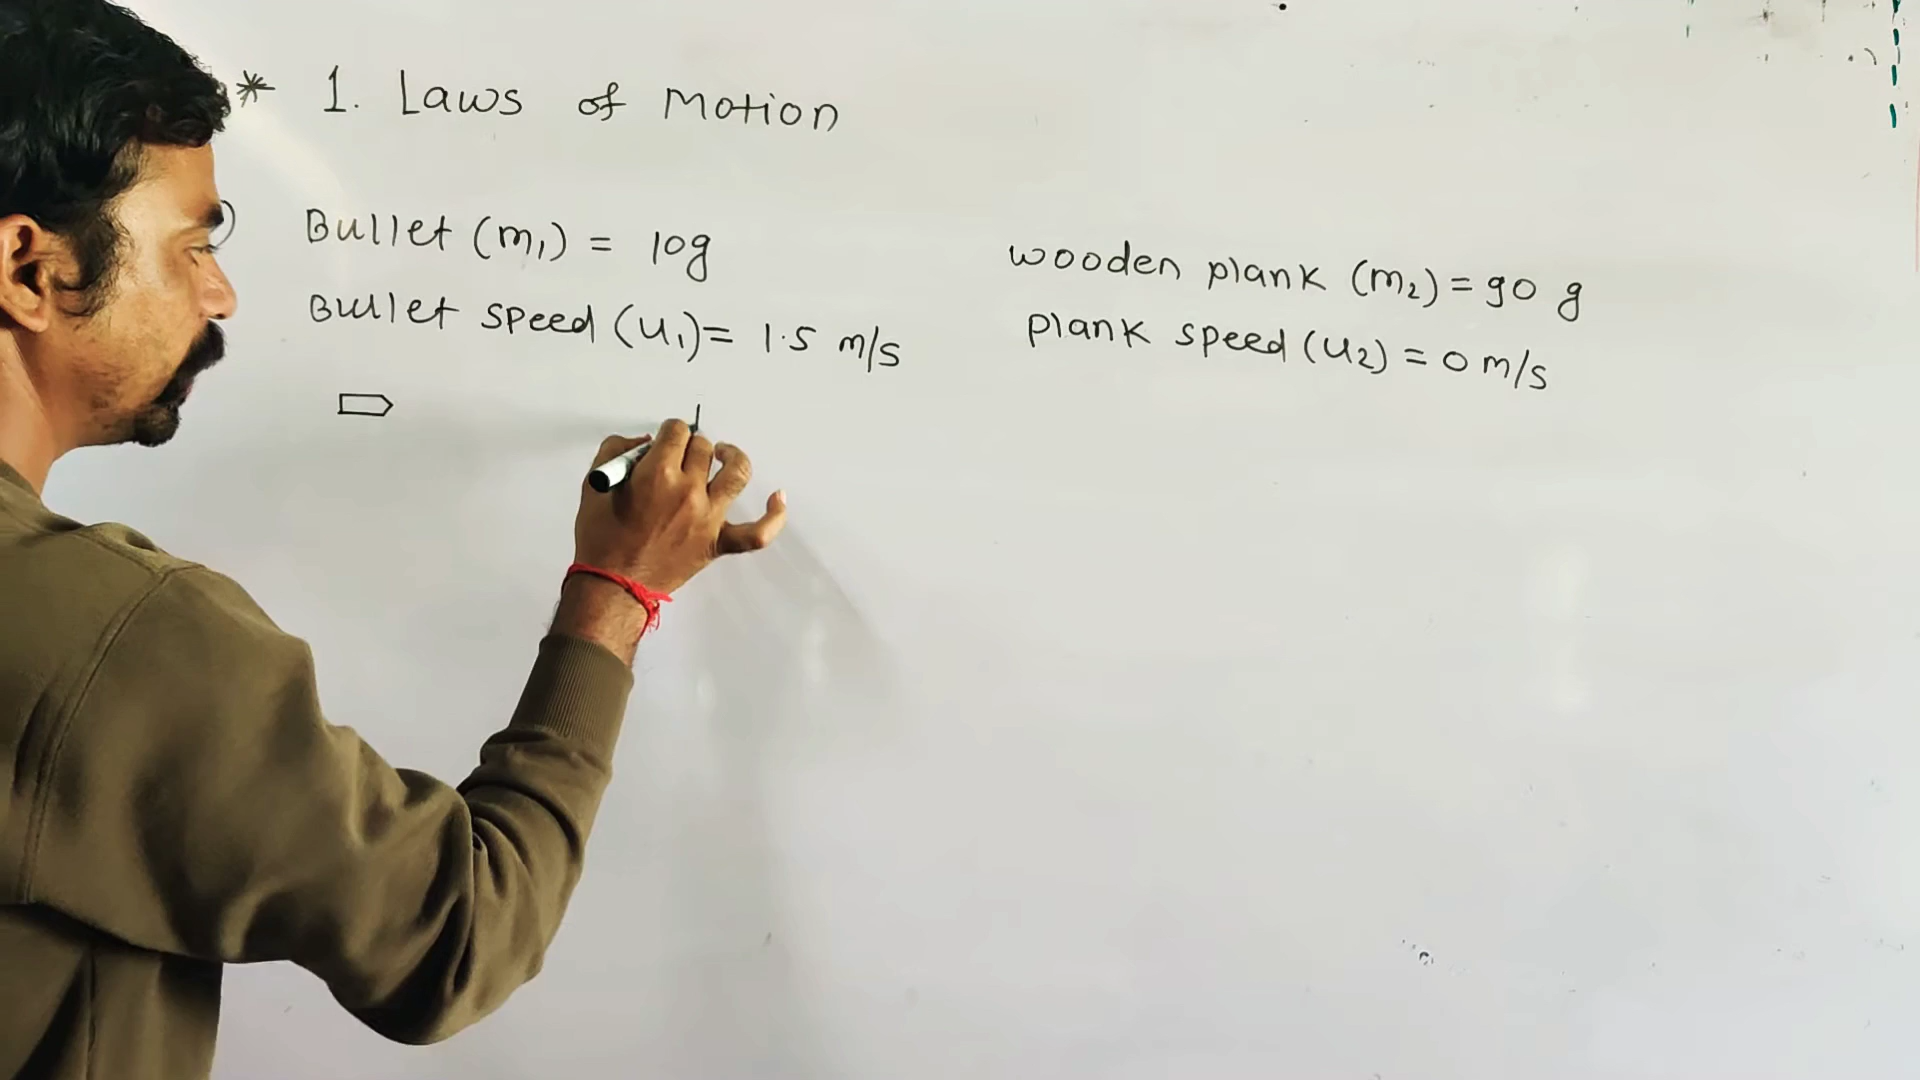 * 1. Laws of Motion
) Bullet (m₁) = 10g
Bullet speed (u₁) = 1.5 m/s
wooden plank (m₂) = 90 g
plank speed (u₂) = 0 m/s